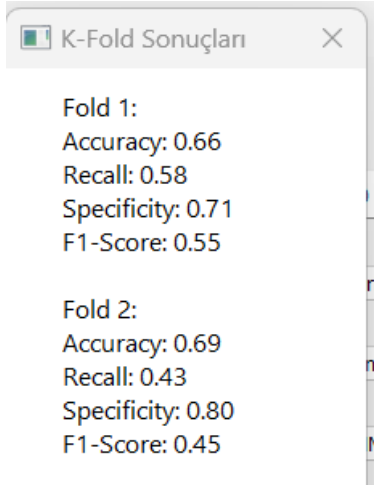 K-Fold Sonuçları
Fold 1:
Accuracy: 0.66
Recall: 0.58
Specificity: 0.71
F1-Score: 0.55
Fold 2:
Accuracy: 0.69
Recall: 0.43
Specificity: 0.80
F1-Score: 0.45